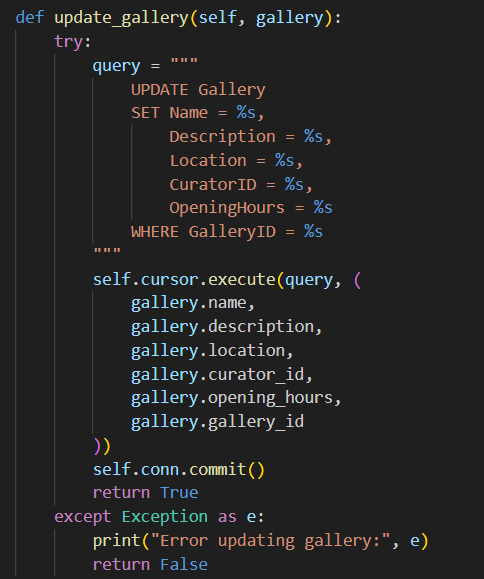 def update_gallery(self, gallery):
    try:
        query = """
            UPDATE Gallery
            SET Name = %s,
                Description = %s,
                Location = %s,
                CuratorID = %s,
                OpeningHours = %s
            WHERE GalleryID = %s
        """
        self.cursor.execute(query, (
            gallery.name,
            gallery.description,
            gallery.location,
            gallery.curator_id,
            gallery.opening_hours,
            gallery.gallery_id
        ))
        self.conn.commit()
        return True
    except Exception as e:
        print("Error updating gallery:", e)
        return False